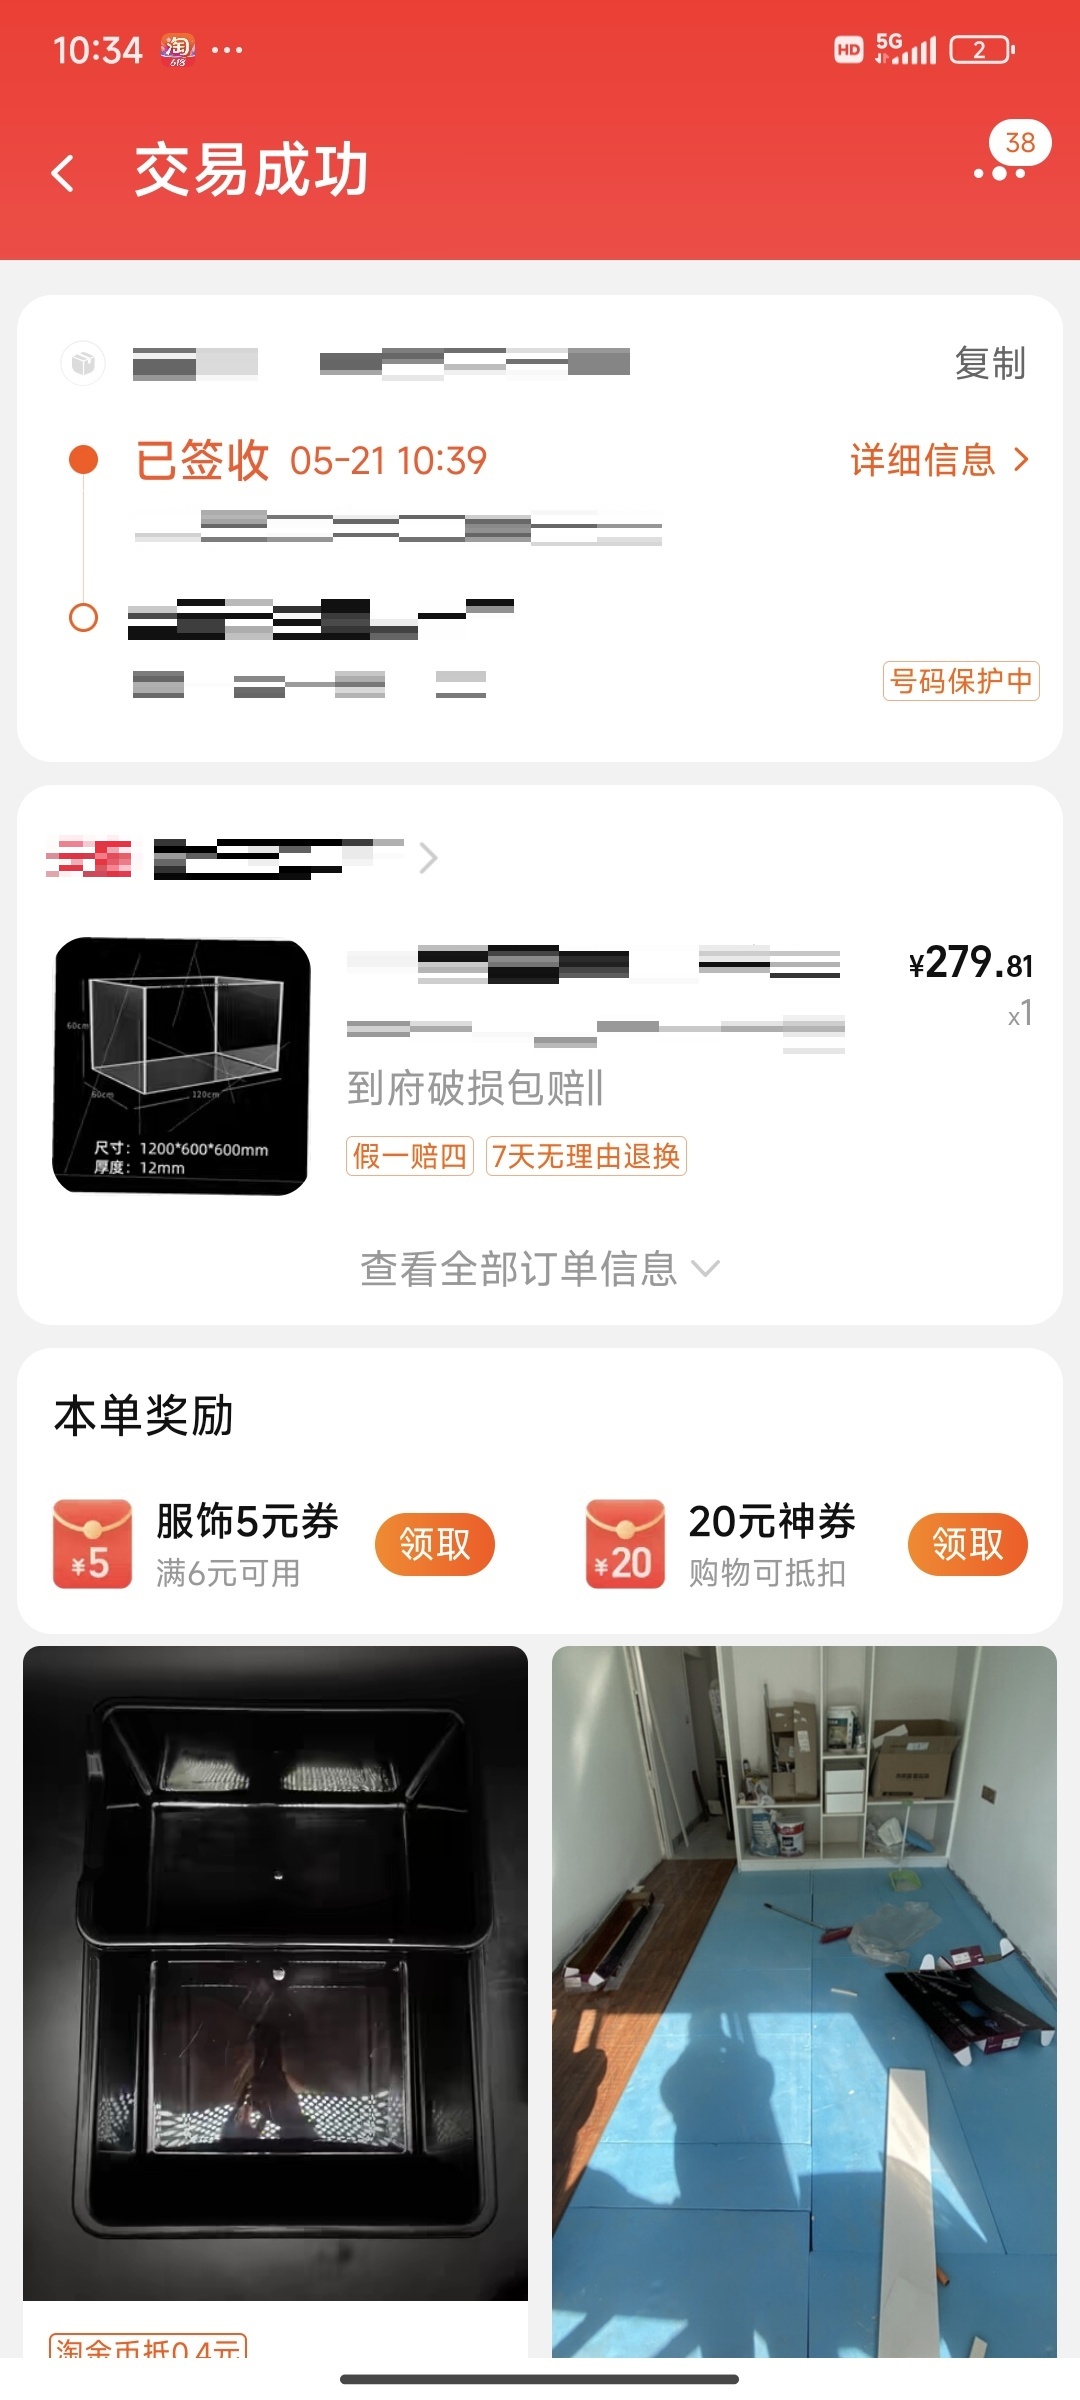 10:34 淘 618 ... HD 5G 2
交易成功
38
复制
已签收 05-21 10:39 详细信息
号码保护中
¥279.81
x1
到府破损包赔||
假一赔四 7天无理由退换
60cm
60cm 120cm
尺寸：1200*600*600mm
厚度：12mm
查看全部订单信息
本单奖励
¥5 服饰5元券 满6元可用 领取
¥20 20元神券 购物可抵扣 领取
淘金币抵0.4元